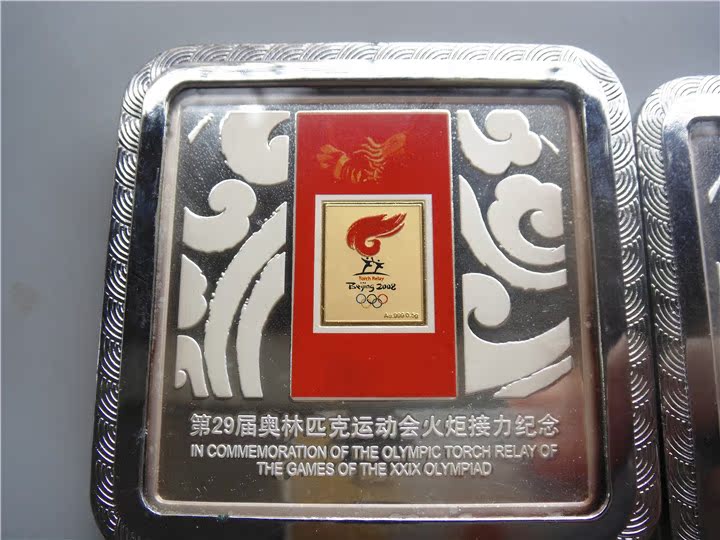 Torch Relay
Beijing 2008
Au.999 0.5g
第29届奥林匹克运动会火炬接力纪念
IN COMMEMORATION OF THE OLYMPIC TORCH RELAY OF
THE GAMES OF THE XXIX OLYMPIAD